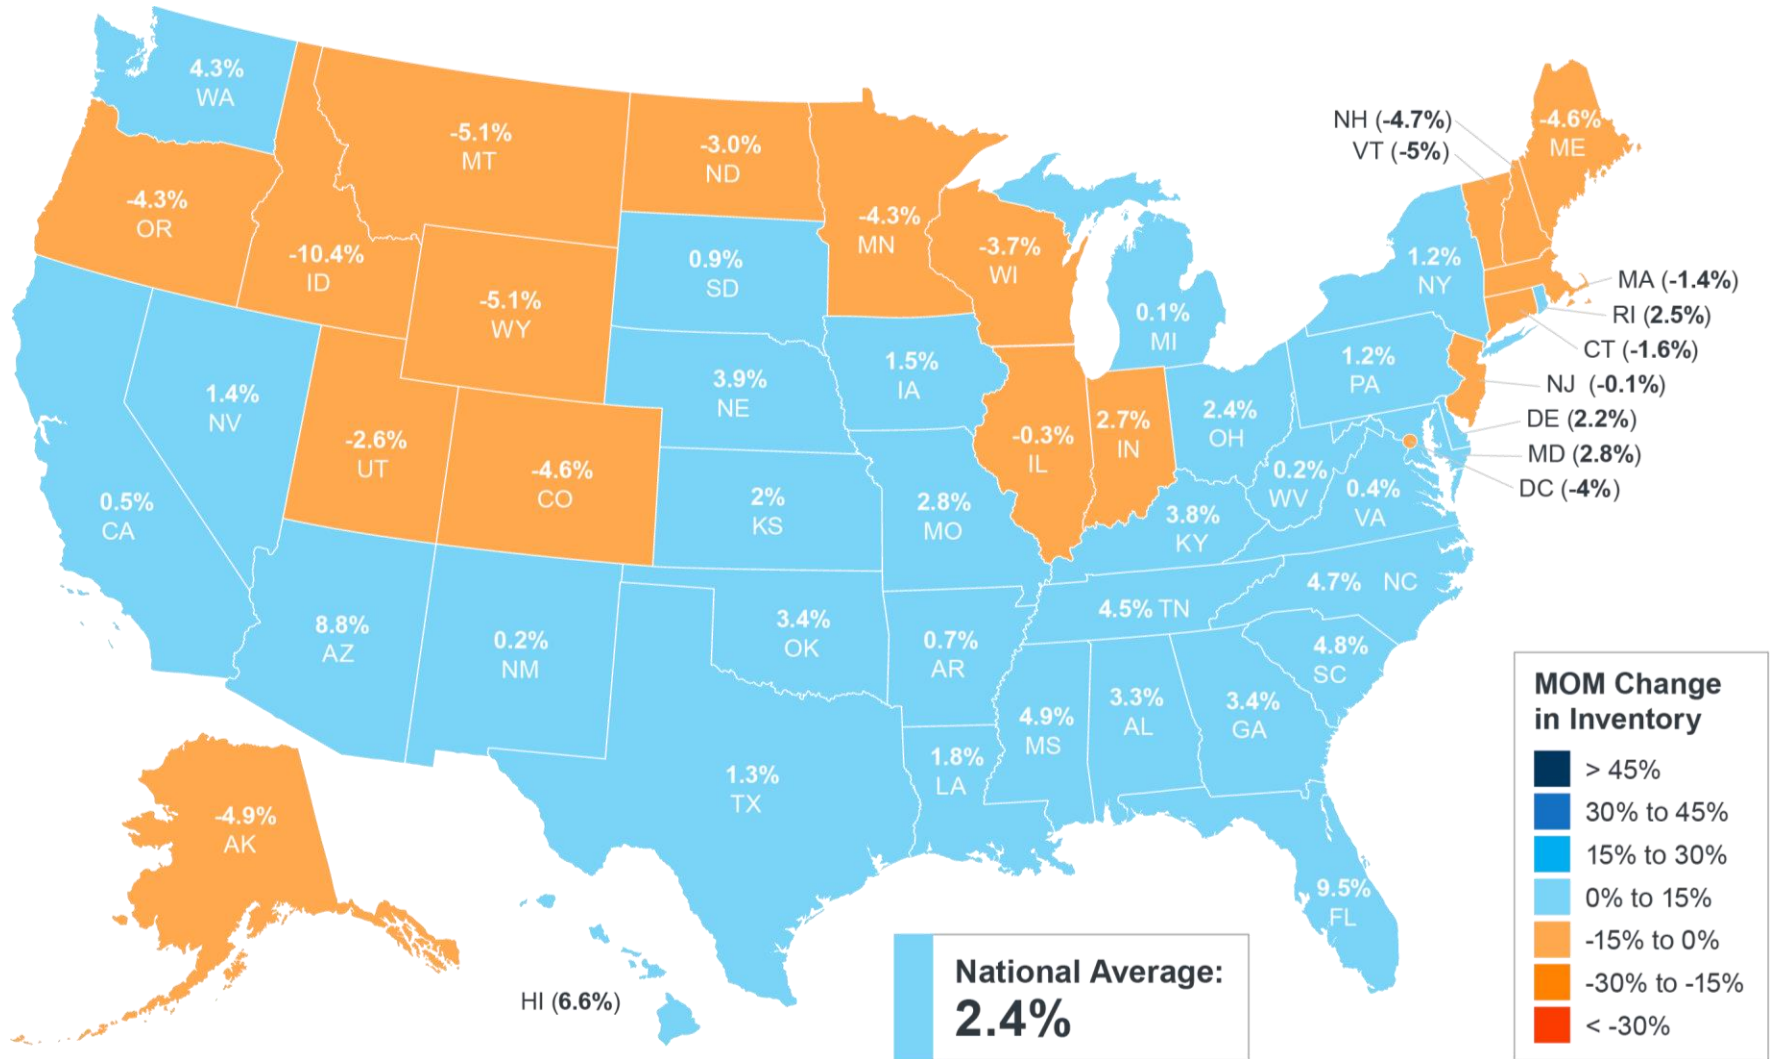 4.3%
WA
-5.1%
MT
-3.0%
ND
NH (-4.7%)
VT (-5%)
-4.6%
ME
-4.3%
OR
-10.4%
ID
-5.1%
WY
0.9%
SD
-4.3%
MN
-3.7%
WI
0.1%
MI
1.2%
NY
MA (-1.4%)
RI (2.5%)
CT (-1.6%)
NJ (-0.1%)
DE (2.2%)
MD (2.8%)
DC (-4%)
1.4%
NV
-2.6%
UT
-4.6%
CO
3.9%
NE
1.5%
IA
-0.3%
IL
2.7%
IN
2.4%
OH
1.2%
PA
0.5%
CA
2%
KS
2.8%
MO
3.8%
KY
0.2%
WV
0.4%
VA
8.8%
AZ
0.2%
NM
3.4%
OK
0.7%
AR
4.5% TN
4.7% NC
4.8%
SC
1.3%
TX
1.8%
LA
4.9%
MS
3.3%
AL
3.4%
GA
9.5%
FL
-4.9%
AK
HI (6.6%)
National Average:
2.4%
MOM Change
in Inventory
> 45%
30% to 45%
15% to 30%
0% to 15%
-15% to 0%
-30% to -15%
< -30%